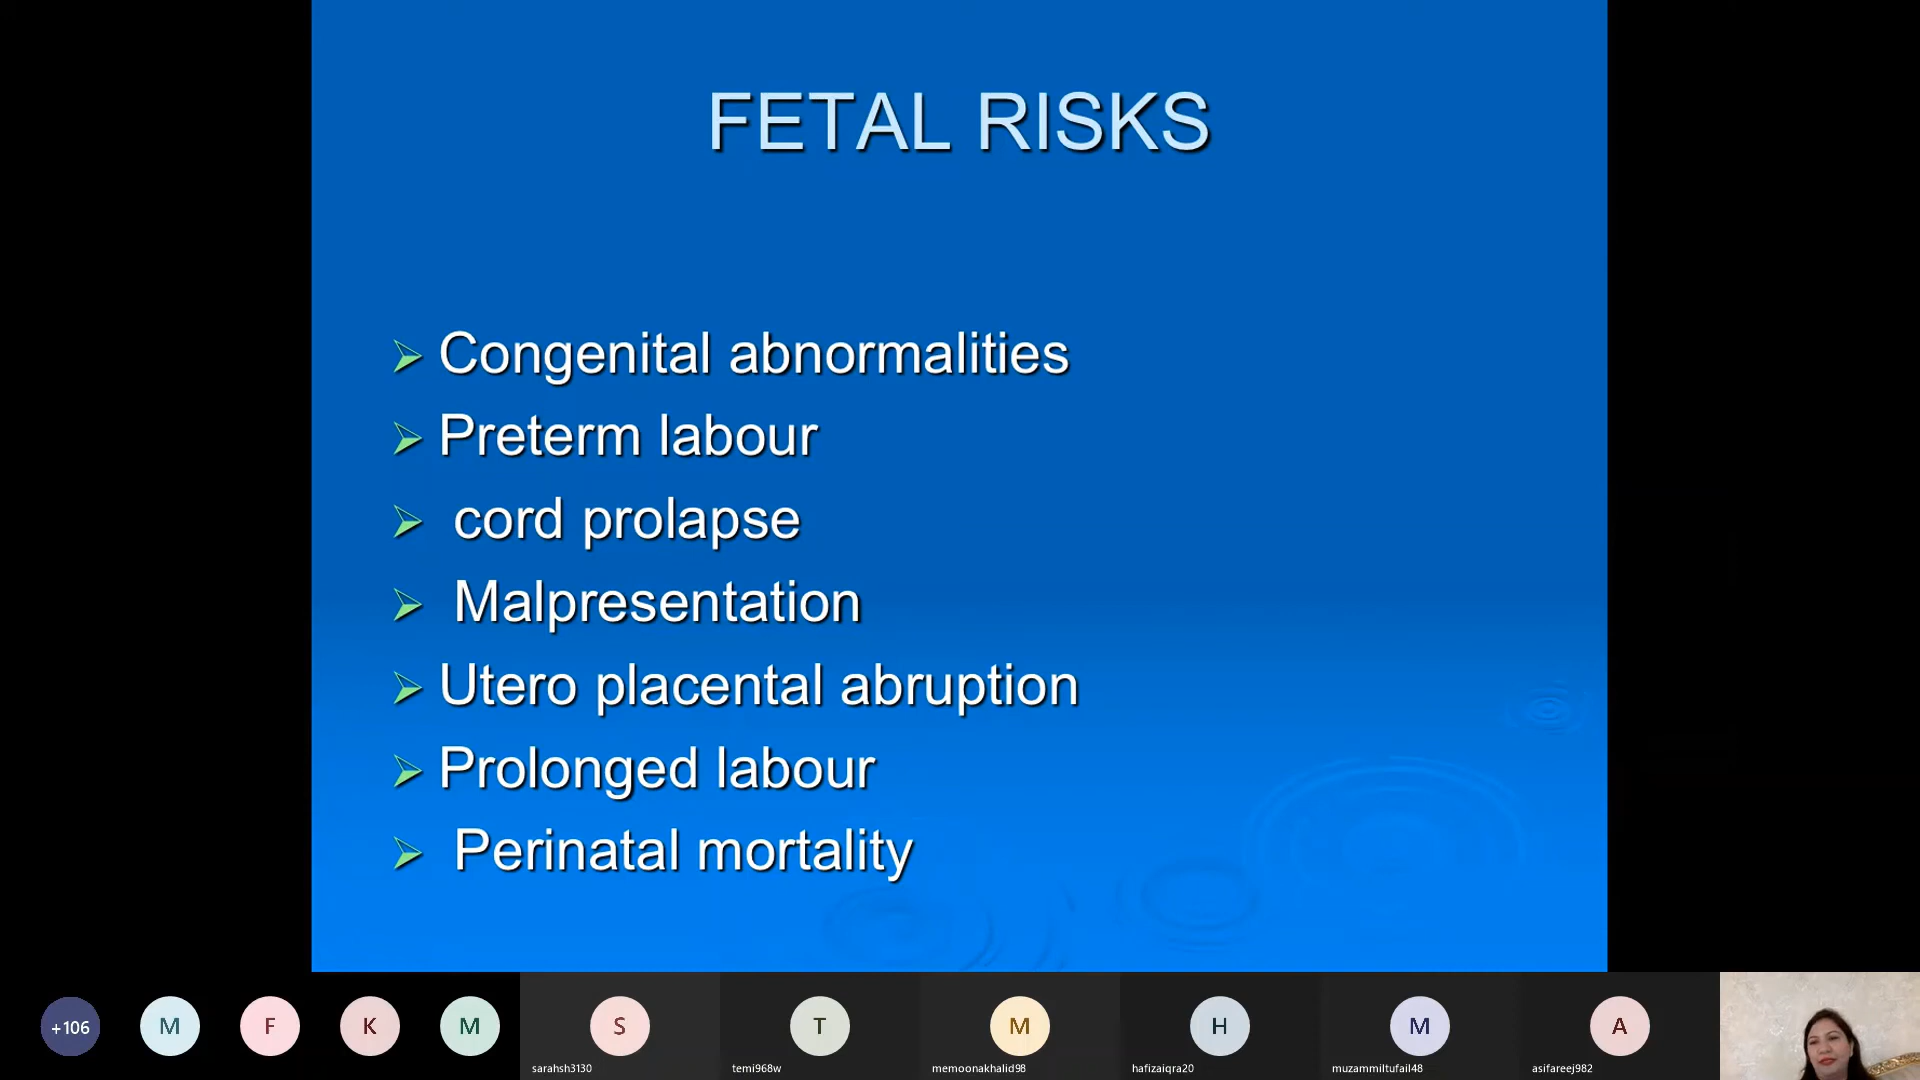 FETAL RISKS
Congenital abnormalities
Preterm labour
cord prolapse
Malpresentation
Utero placental abruption
Prolonged labour
Perinatal mortality
+106
M
F
K
M
S
T
M
H
M
A
sarahsh3130
temi968w
memoonakhalid98
hafizaiqra20
muzammiltufail48
asifareej982